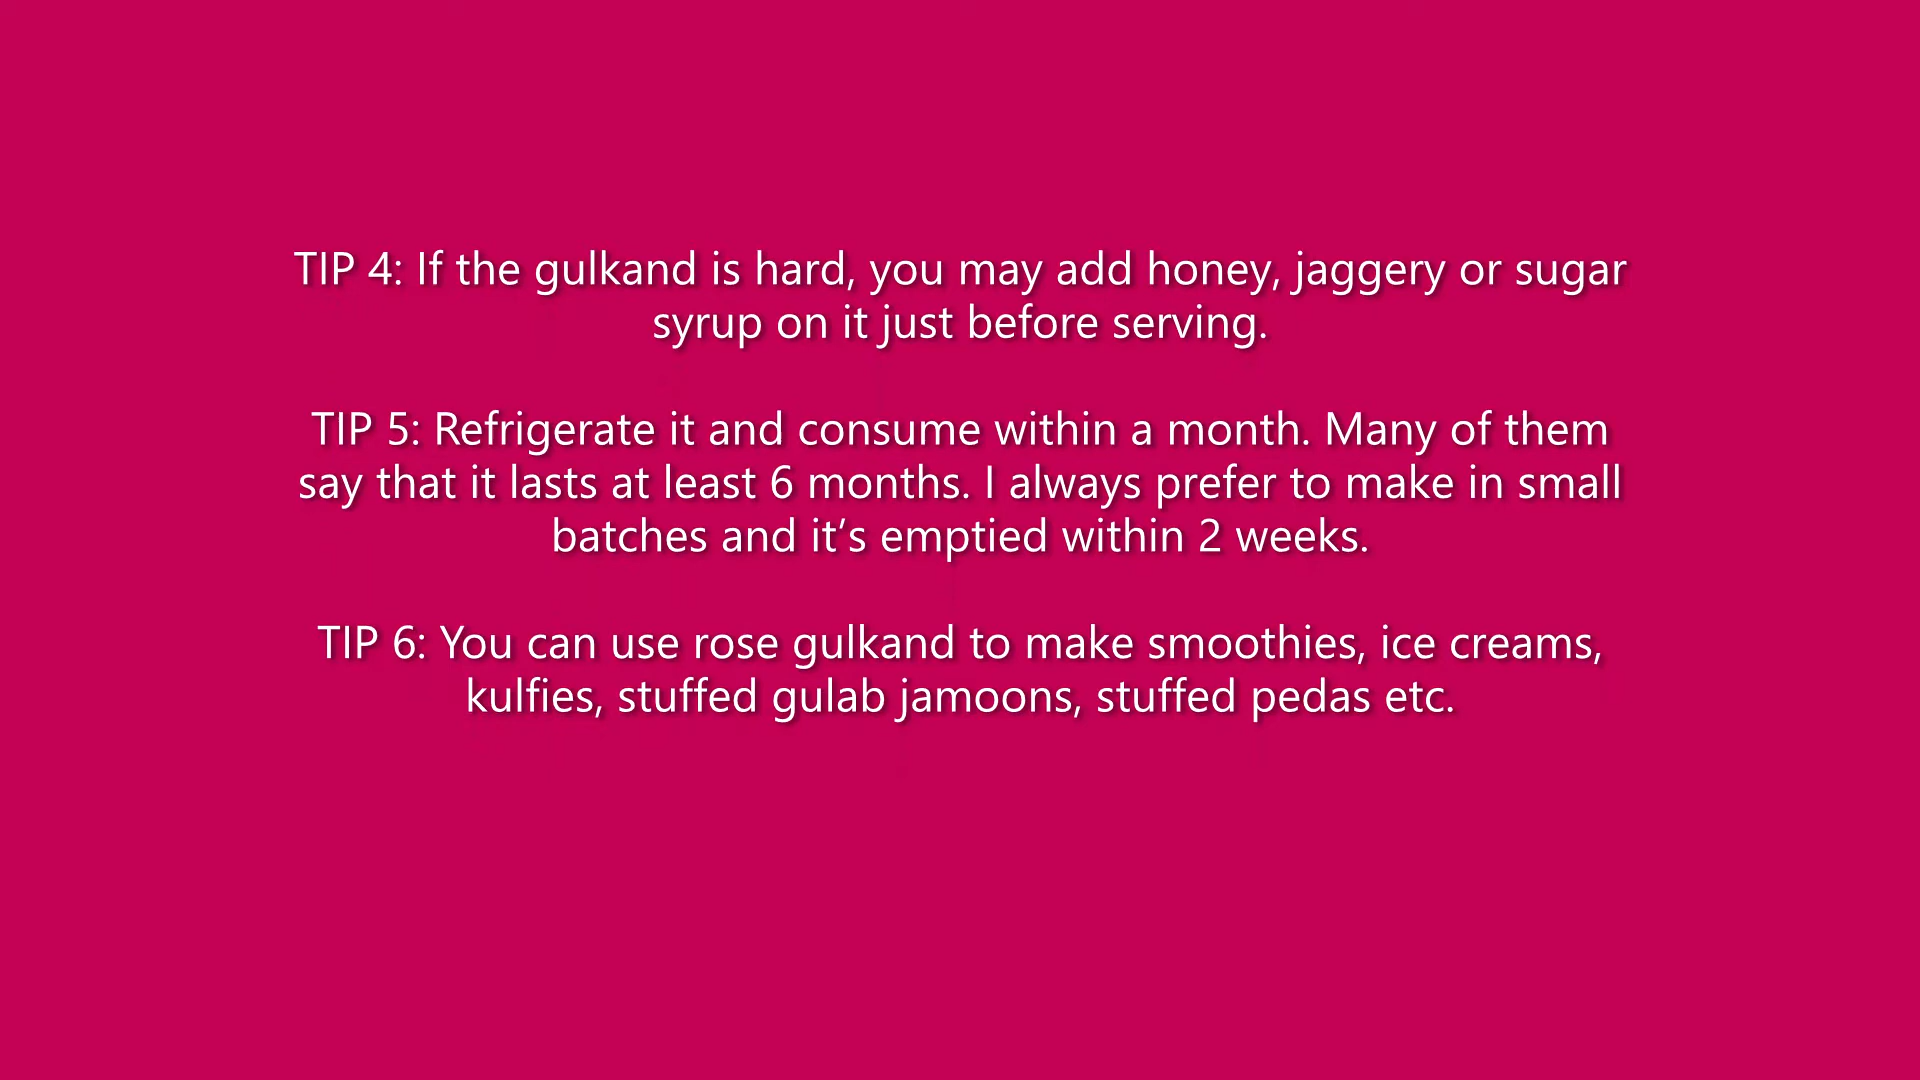 TIP 4: If the gulkand is hard, you may add honey, jaggery or sugar
syrup on it just before serving.
TIP 5: Refrigerate it and consume within a month. Many of them
say that it lasts at least 6 months. I always prefer to make in small
batches and it’s emptied within 2 weeks.
TIP 6: You can use rose gulkand to make smoothies, ice creams,
kulfies, stuffed gulab jamoons, stuffed pedas etc.